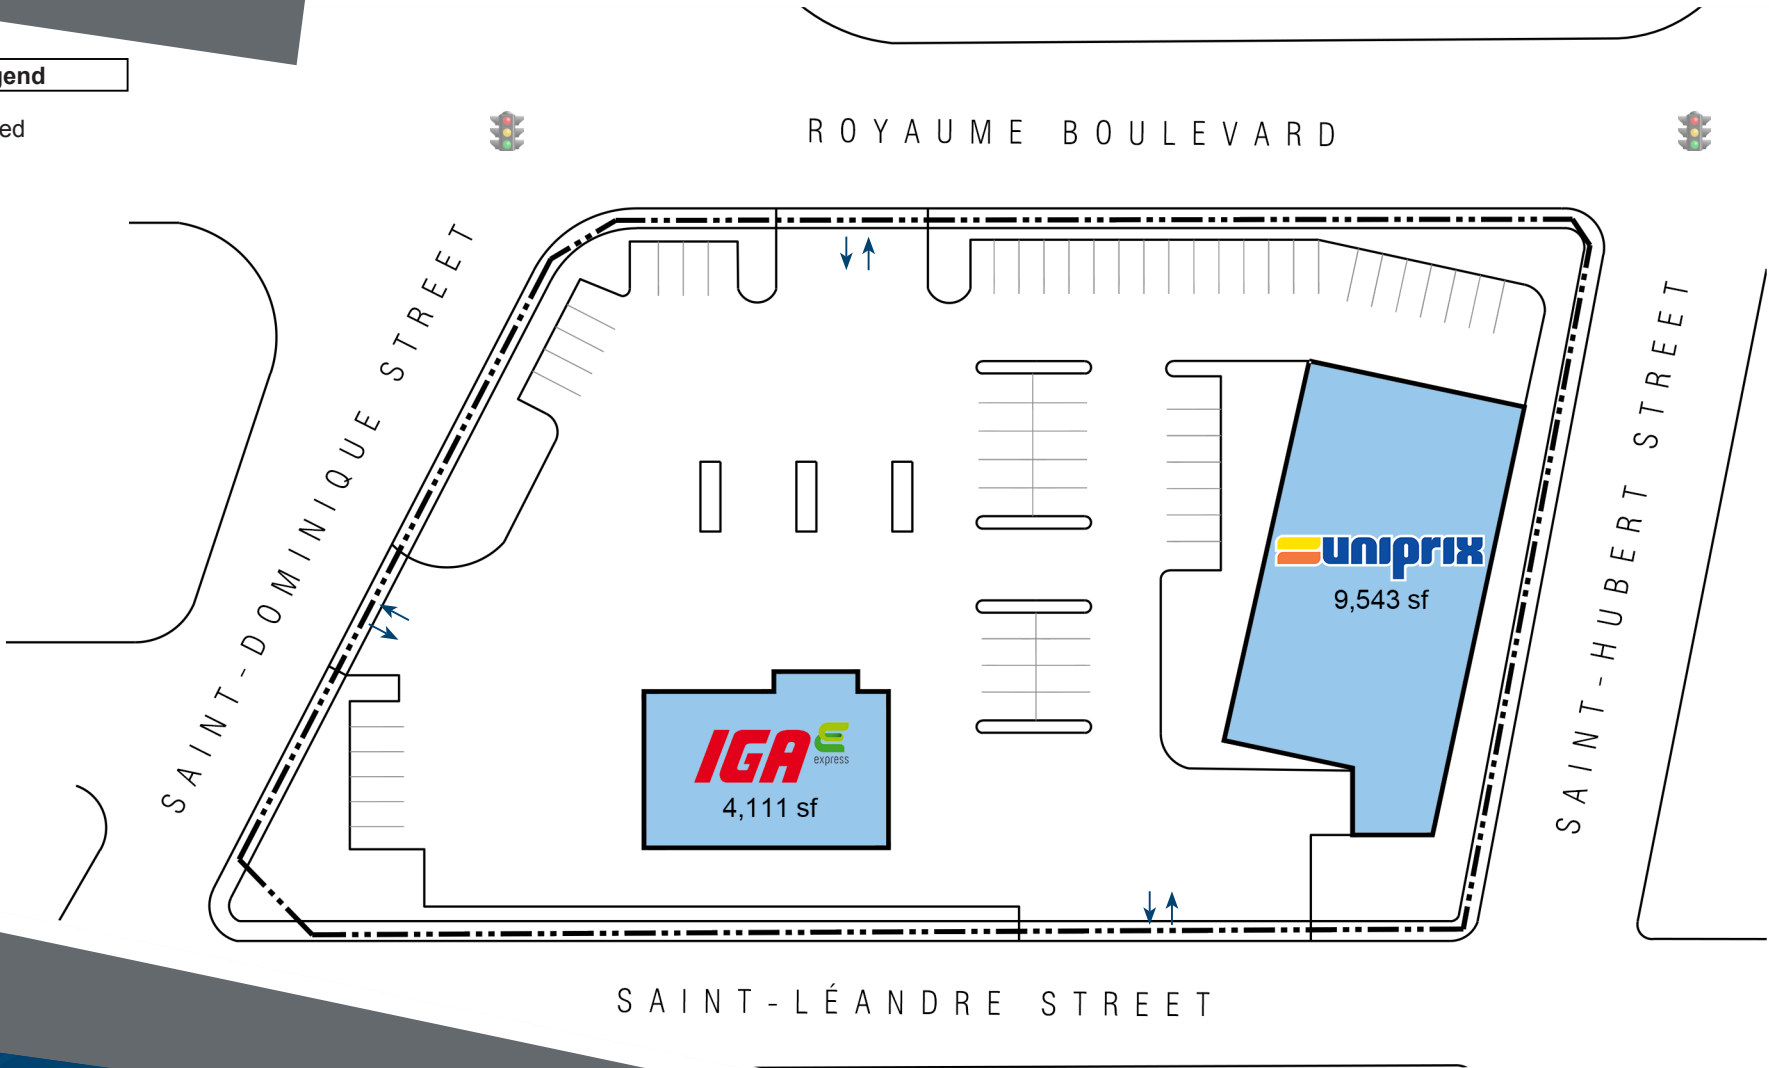 gend
ed
ROYAUME BOULEVARD
SAINT-DOMINIQUE STREET
SAINT-HUBERT STREET
uniprix
9,543 sf
IGA express
4,111 sf
SAINT-LÉANDRE STREET